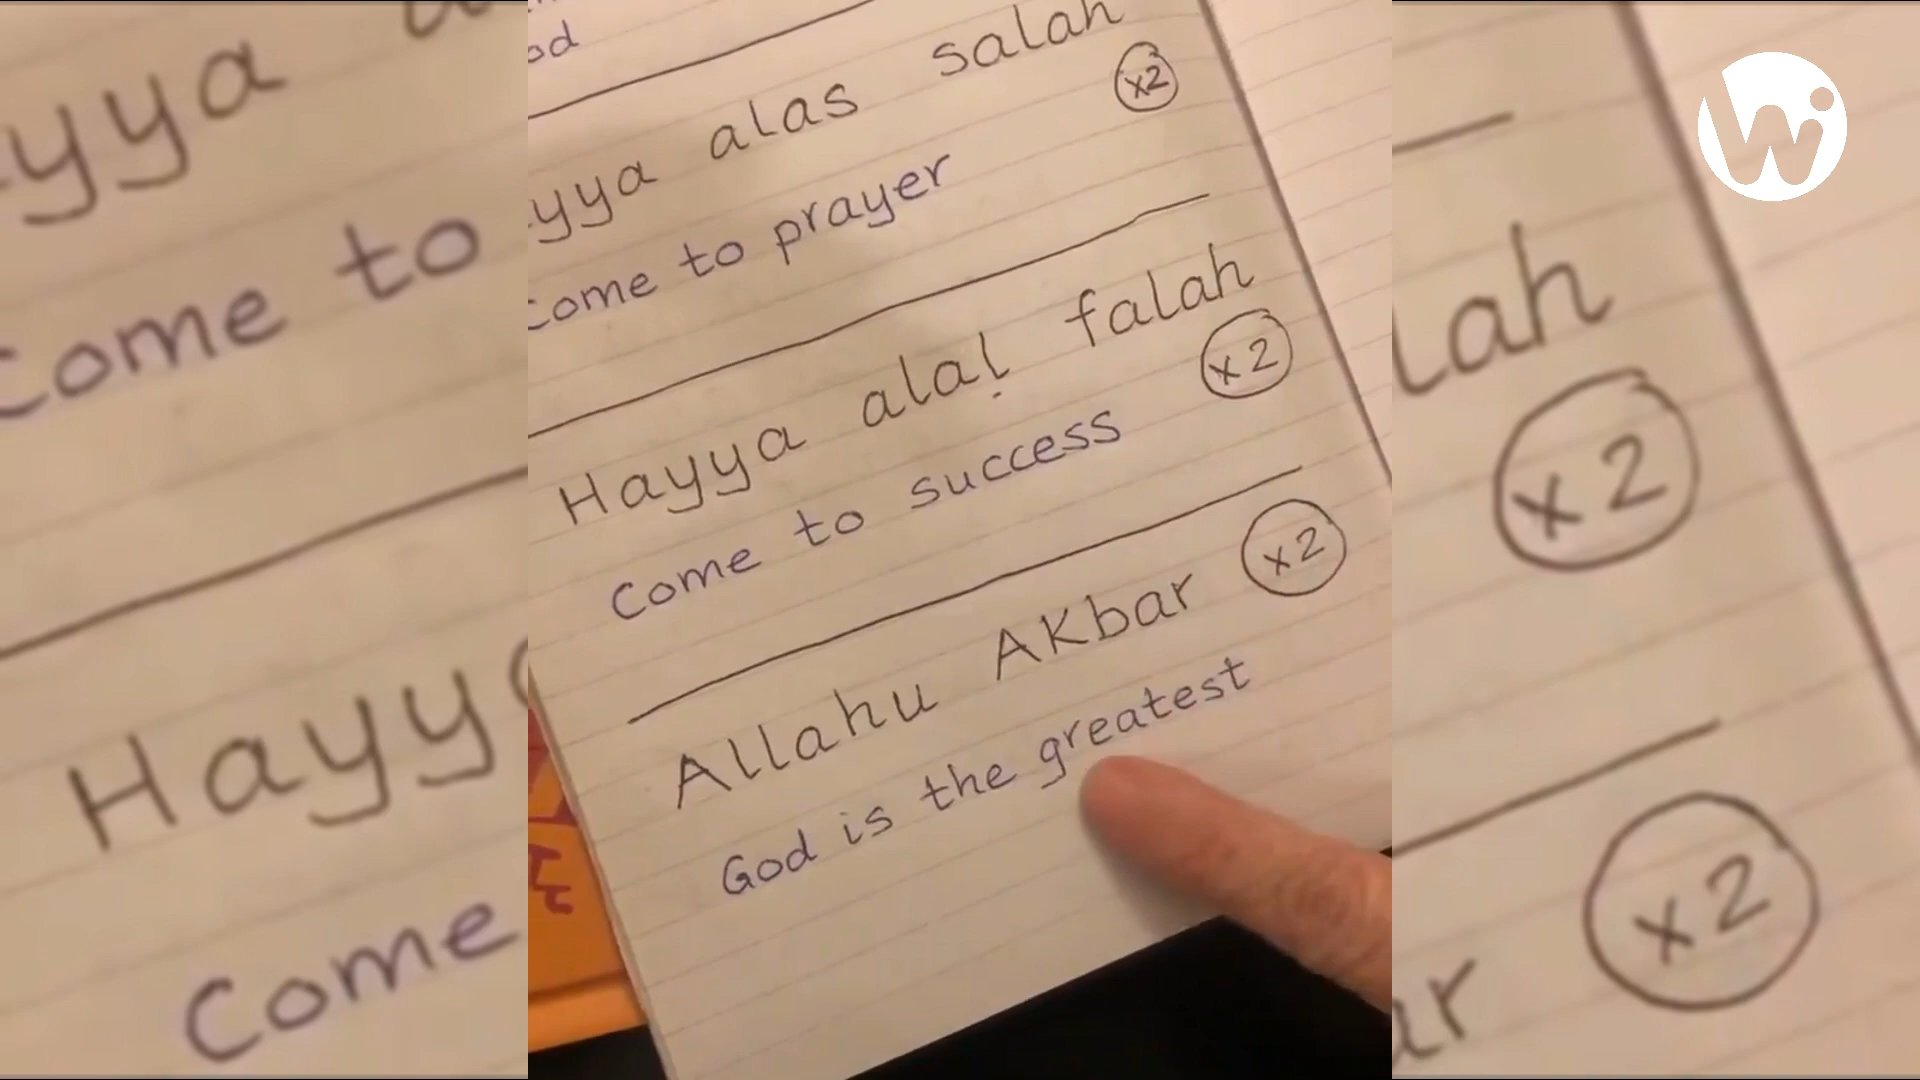 od
yya alas salah
x2
come to prayer
Hayya alal falah
x2
Come to success
Allahu AKbar x2
God is the greatest